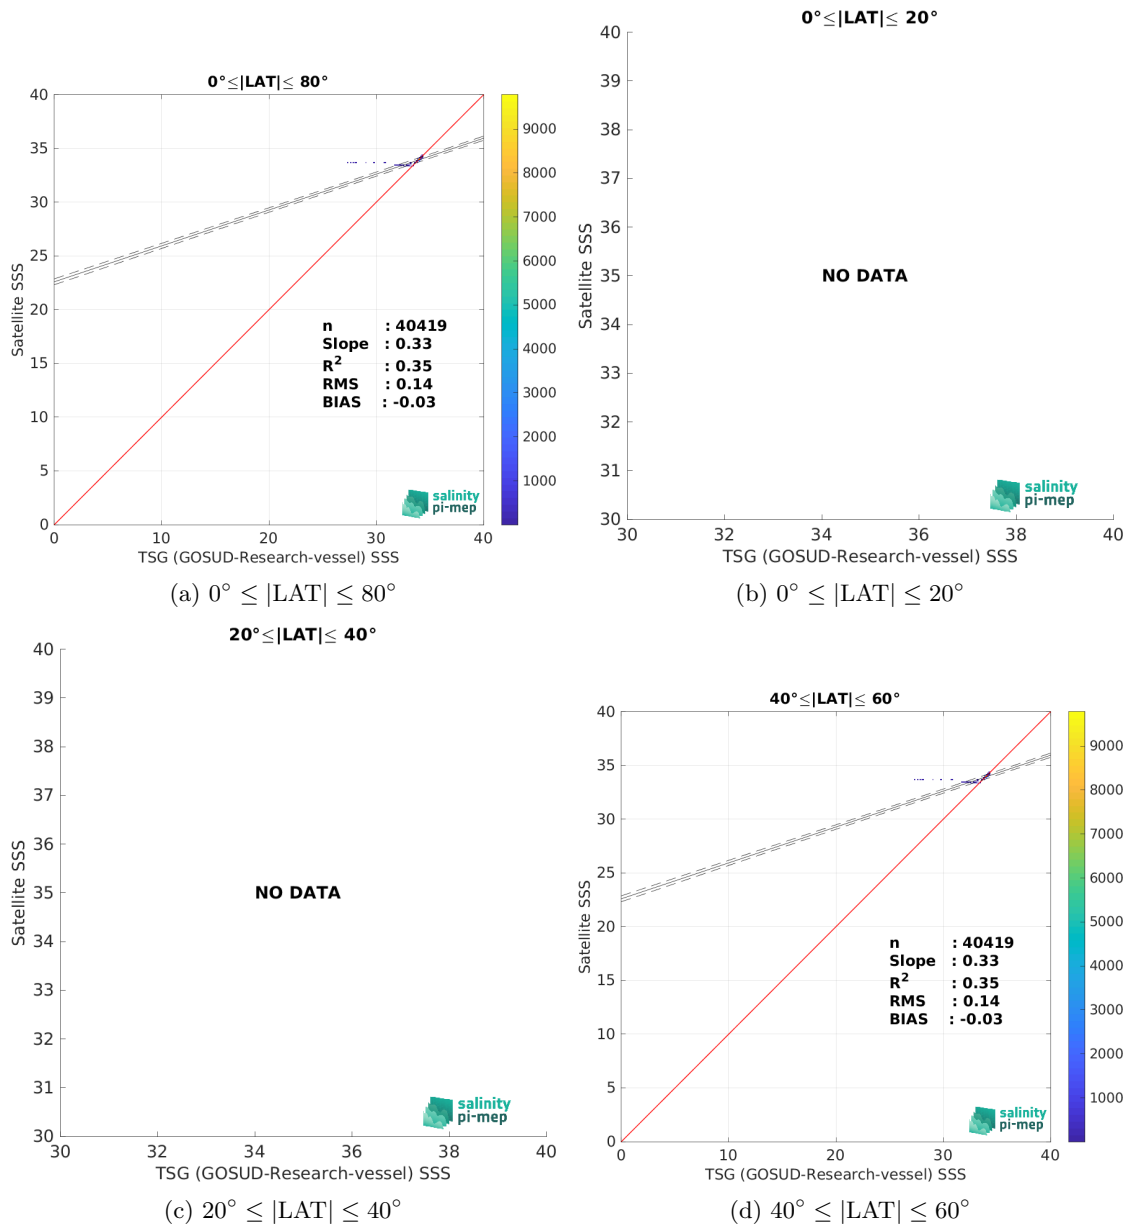 0°≤|LAT|≤ 80°
40
35
30
25
20
15
10
5
0
Satellite SSS
0 10 20 30 40
TSG (GOSUD-Research-vessel) SSS
n : 40419
Slope : 0.33
R² : 0.35
RMS : 0.14
BIAS : -0.03
salinity
pi-mep
9000
8000
7000
6000
5000
4000
3000
2000
1000
(a) 0° ≤ |LAT| ≤ 80°
0°≤|LAT|≤ 20°
40
39
38
37
36
35
34
33
32
31
30
Satellite SSS
NO DATA
salinity
pi-mep
30 32 34 36 38 40
TSG (GOSUD-Research-vessel) SSS
(b) 0° ≤ |LAT| ≤ 20°
20°≤|LAT|≤ 40°
40
39
38
37
36
35
34
33
32
31
30
Satellite SSS
NO DATA
salinity
pi-mep
30 32 34 36 38 40
TSG (GOSUD-Research-vessel) SSS
(c) 20° ≤ |LAT| ≤ 40°
40°≤|LAT|≤ 60°
40
35
30
25
20
15
10
5
0
Satellite SSS
n : 40419
Slope : 0.33
R² : 0.35
RMS : 0.14
BIAS : -0.03
salinity
pi-mep
0 10 20 30 40
TSG (GOSUD-Research-vessel) SSS
9000
8000
7000
6000
5000
4000
3000
2000
1000
(d) 40° ≤ |LAT| ≤ 60°